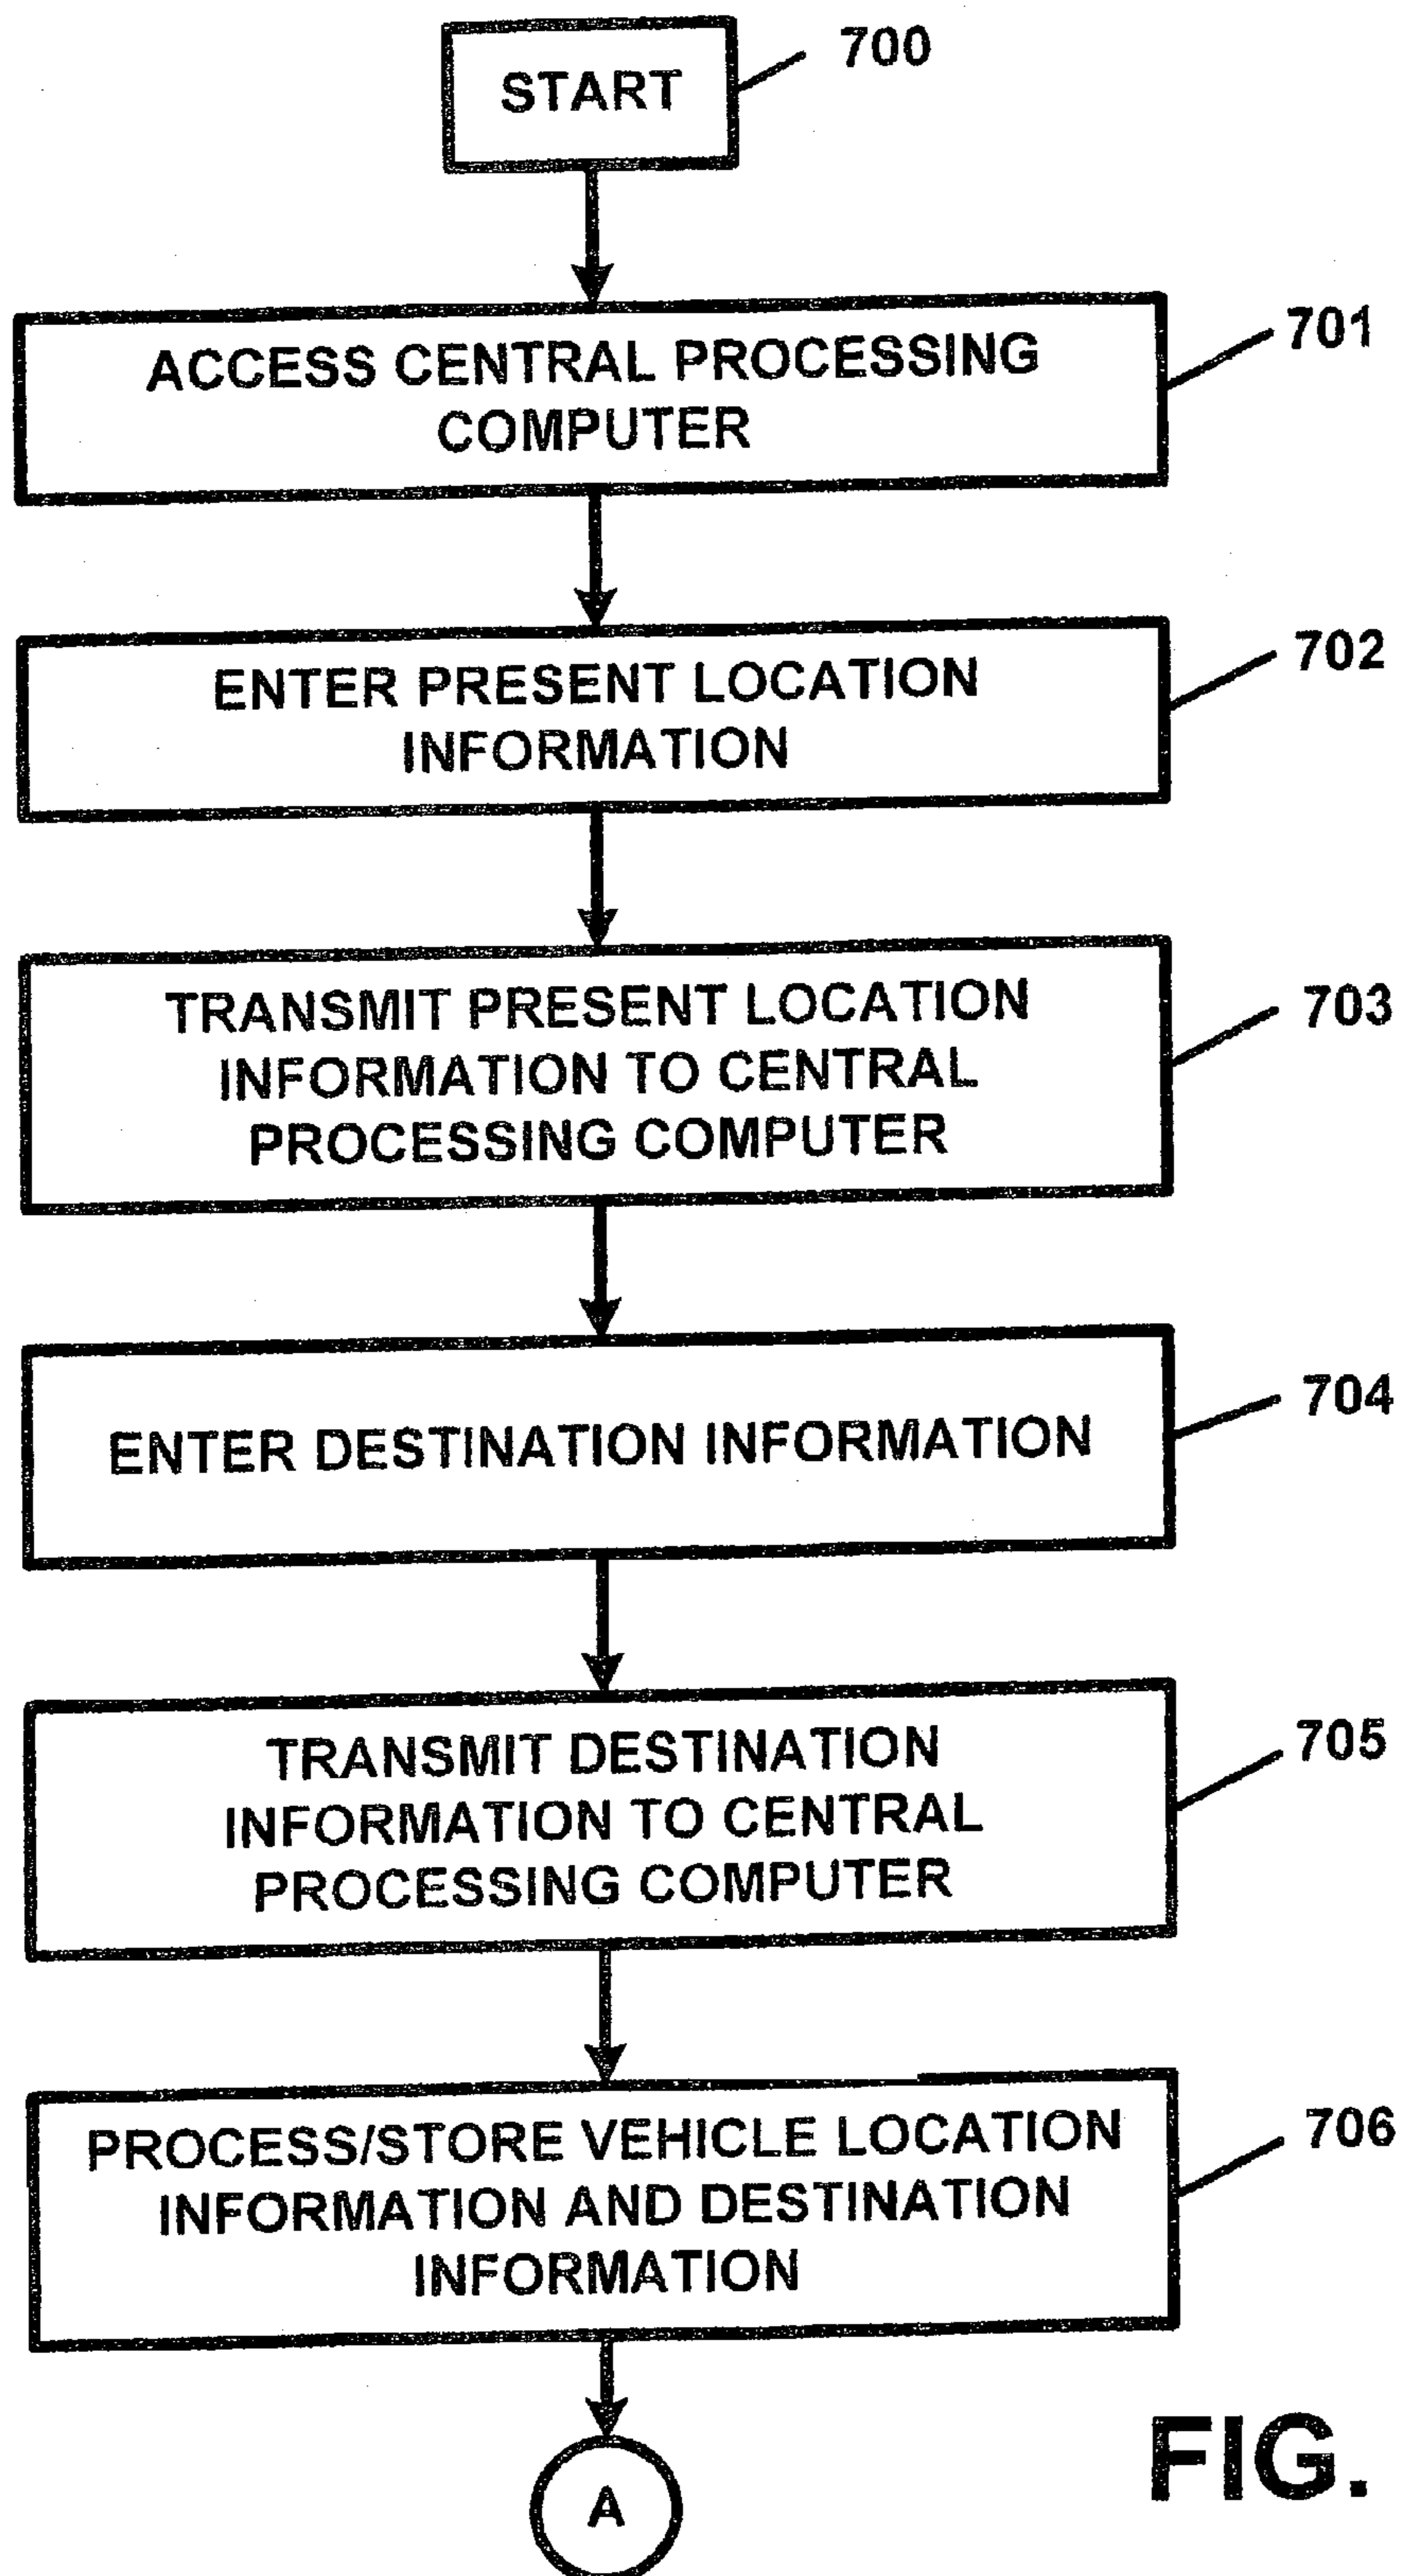 START
700
ACCESS CENTRAL PROCESSING
COMPUTER
701
ENTER PRESENT LOCATION
INFORMATION
702
TRANSMIT PRESENT LOCATION
INFORMATION TO CENTRAL
PROCESSING COMPUTER
703
ENTER DESTINATION INFORMATION
704
TRANSMIT DESTINATION
INFORMATION TO CENTRAL
PROCESSING COMPUTER
705
PROCESS/STORE VEHICLE LOCATION
INFORMATION AND DESTINATION
INFORMATION
706
A
FIG.